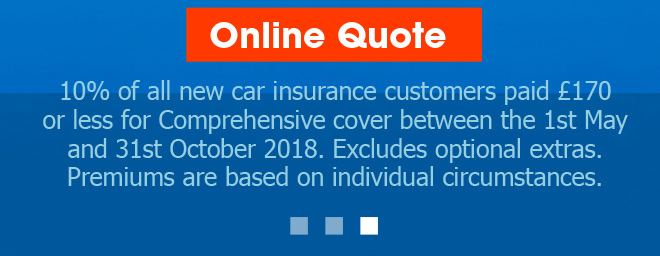 Online Quote
10% of all new car insurance customers paid £170
or less for Comprehensive cover between the 1st May
and 31st October 2018. Excludes optional extras.
Premiums are based on individual circumstances.